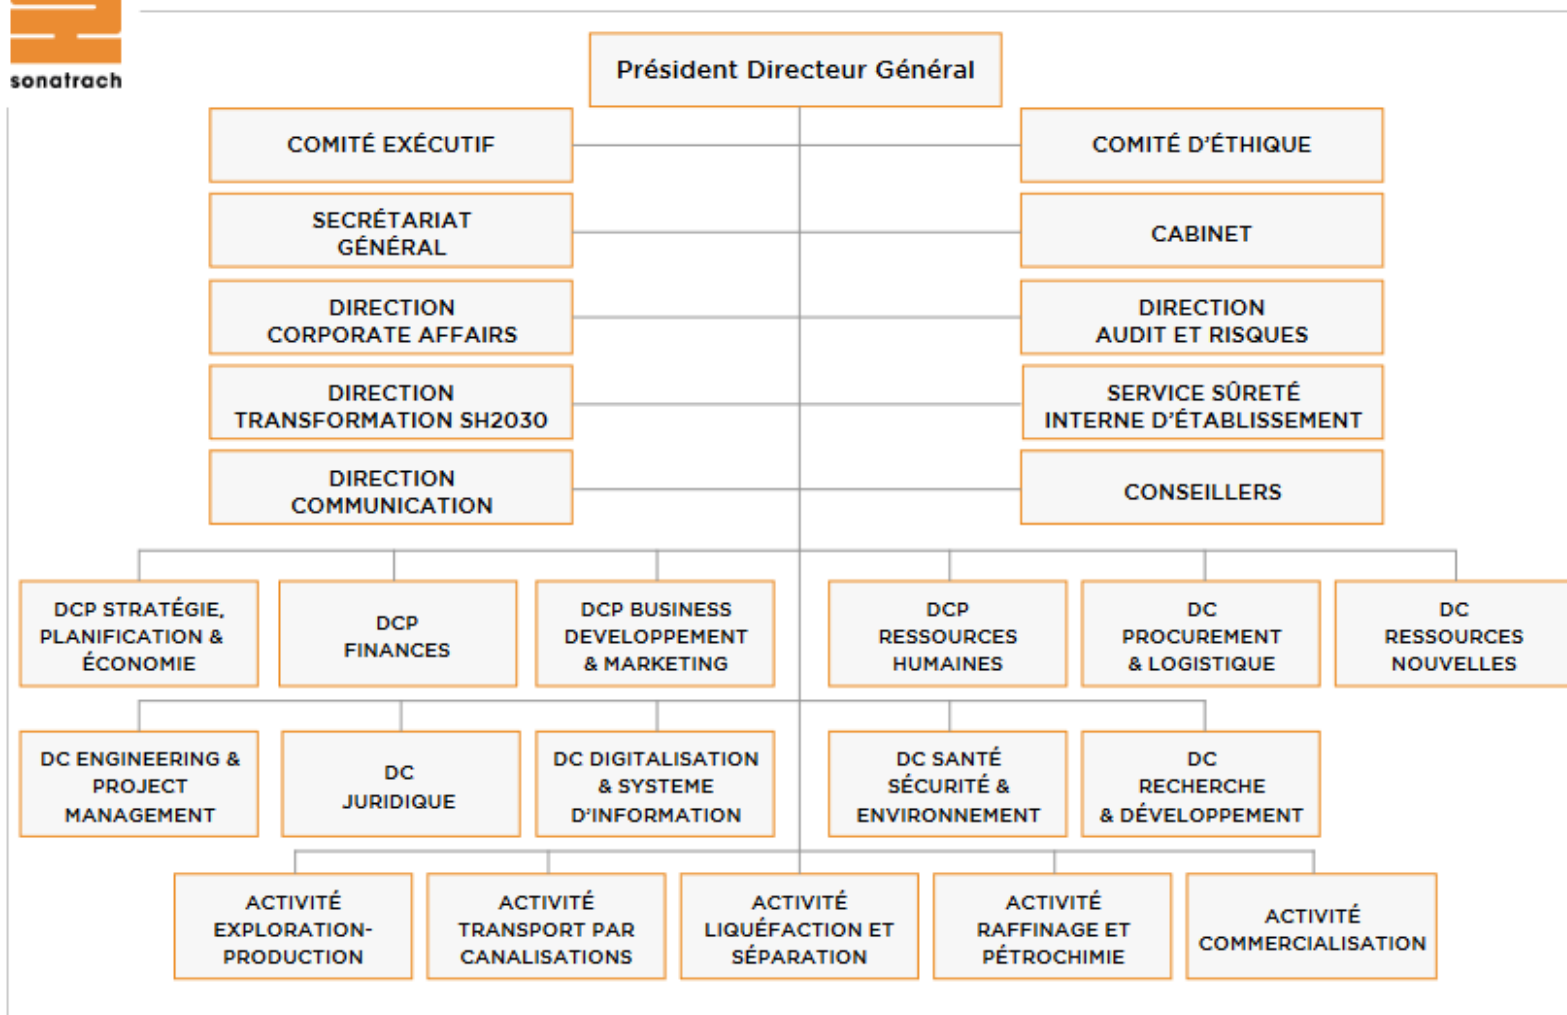 sonatrach
Président Directeur Général
COMITÉ EXÉCUTIF
COMITÉ D'ÉTHIQUE
SECRÉTARIAT
GÉNÉRAL
CABINET
DIRECTION
CORPORATE AFFAIRS
DIRECTION
AUDIT ET RISQUES
DIRECTION
TRANSFORMATION SH2030
SERVICE SÛRETÉ
INTERNE D'ÉTABLISSEMENT
DIRECTION
COMMUNICATION
CONSEILLERS
DCP STRATÉGIE,
PLANIFICATION &
ÉCONOMIE
DCP
FINANCES
DCP BUSINESS
DEVELOPPEMENT
& MARKETING
DCP
RESSOURCES
HUMAINES
DC
PROCUREMENT
& LOGISTIQUE
DC
RESSOURCES
NOUVELLES
DC ENGINEERING &
PROJECT
MANAGEMENT
DC
JURIDIQUE
DC DIGITALISATION
& SYSTEME
D'INFORMATION
DC SANTÉ
SÉCURITÉ &
ENVIRONNEMENT
DC
RECHERCHE
& DÉVELOPPEMENT
ACTIVITÉ
EXPLORATION-
PRODUCTION
ACTIVITÉ
TRANSPORT PAR
CANALISATIONS
ACTIVITÉ
LIQUÉFACTION ET
SÉPARATION
ACTIVITÉ
RAFFINAGE ET
PÉTROCHIMIE
ACTIVITÉ
COMMERCIALISATION